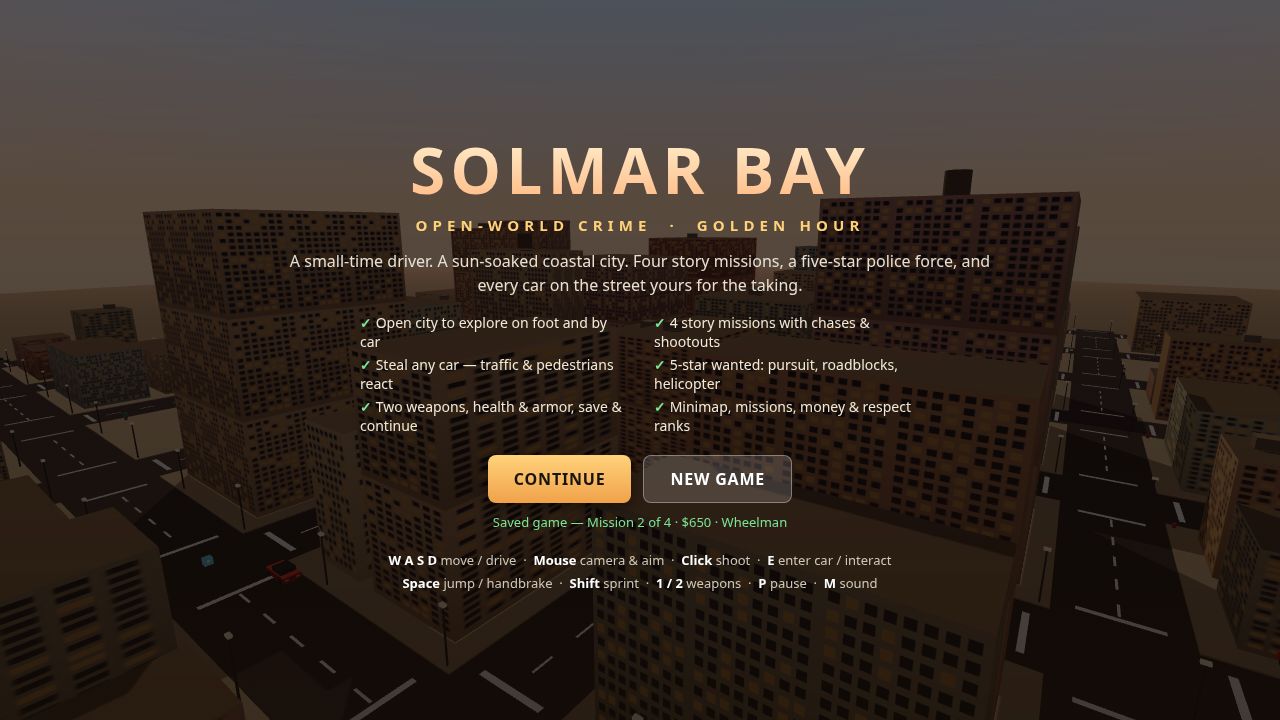 SOLMAR BAY
OPEN-WORLD CRIME · GOLDEN HOUR
A small-time driver. A sun-soaked coastal city. Four story missions, a five-star police force, and
every car on the street yours for the taking.
✓ Open city to explore on foot and by
car
✓ 4 story missions with chases &
shootouts
✓ Steal any car — traffic & pedestrians
react
✓ 5-star wanted: pursuit, roadblocks,
helicopter
✓ Two weapons, health & armor, save &
continue
✓ Minimap, missions, money & respect
ranks
CONTINUE
NEW GAME
Saved game — Mission 2 of 4 · $650 · Wheelman
W A S D move / drive · Mouse camera & aim · Click shoot · E enter car / interact
Space jump / handbrake · Shift sprint · 1 / 2 weapons · P pause · M sound